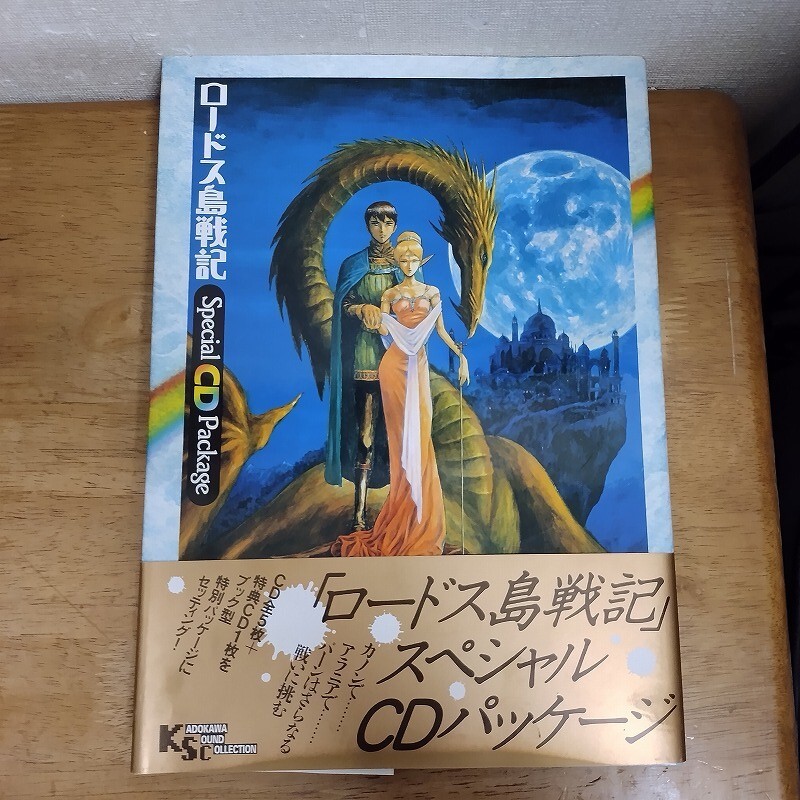 ロードス島戦記
Special CD Package
「ロードス島戦記」
スペシャル
CDパッケージ
カノンで………
アラニアで………
パーンはさらなる
戦いに挑む
CD全5枚＋
特典CD1枚を
ブック型
特別パッケージに
セッティング!
KADOKAWA
SOUND
COLLECTION